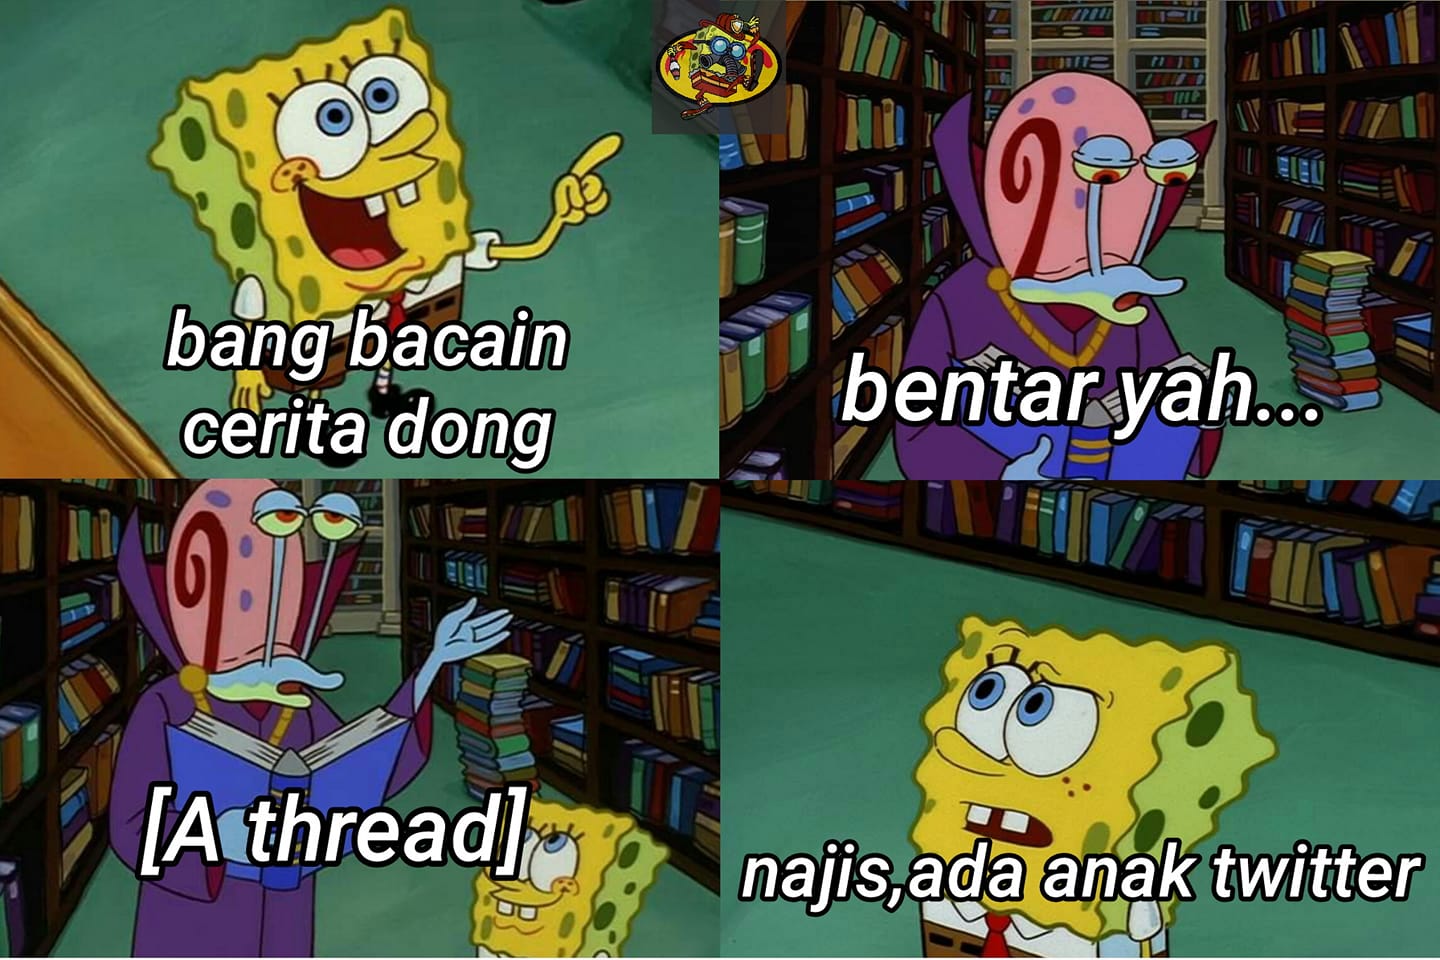 bang bacain
cerita dong
bentar yah...
[A thread]
najis,ada anak twitter